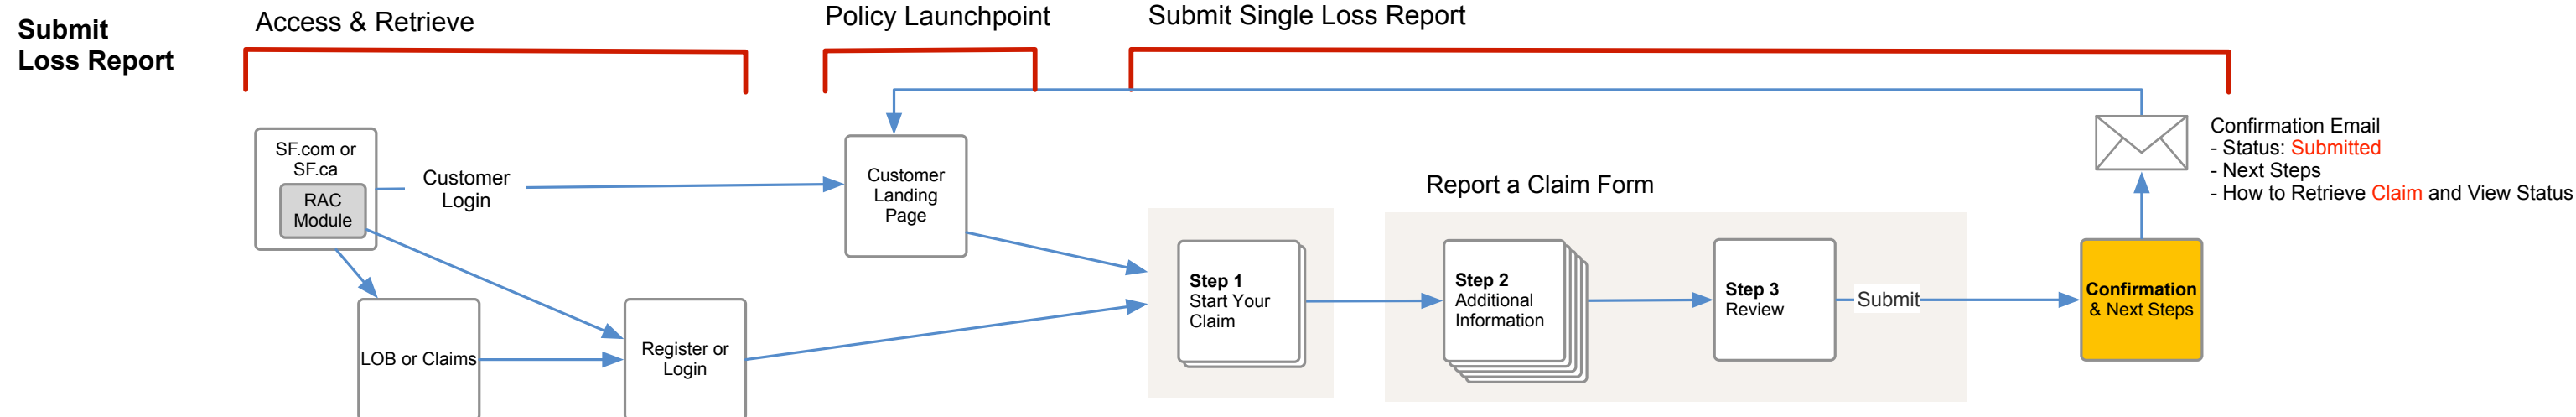 Submit
Loss Report
Access & Retrieve
Policy Launchpoint
Submit Single Loss Report
SF.com or
SF.ca
RAC
Module
Customer
Login
Customer
Landing
Page
LOB or Claims
Register or
Login
Report a Claim Form
Step 1
Start Your
Claim
Step 2
Additional
Information
Step 3
Review
Submit
Confirmation
& Next Steps
Confirmation Email
- Status: Submitted
- Next Steps
- How to Retrieve Claim and View Status